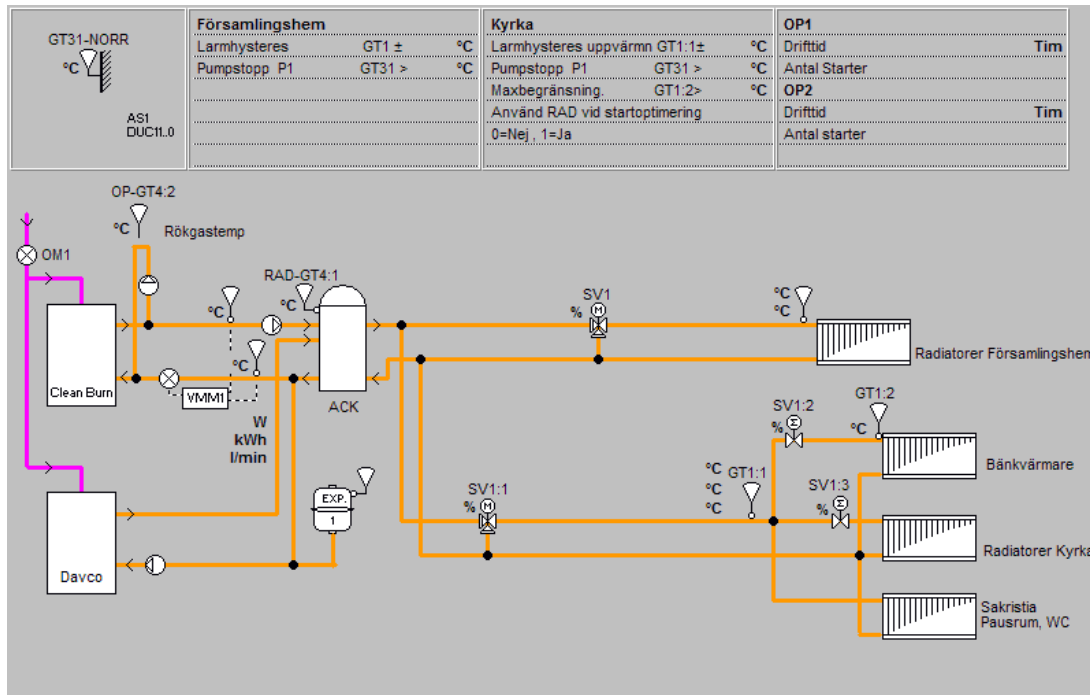 GT31-NORR
°C
AS1
DUC11.0
Församlingshem
Larmhysteres GT1 ± °C
Pumpstopp P1 GT31 > °C
Kyrka
Larmhysteres uppvärmn GT1:1± °C
Pumpstopp P1 GT31 > °C
Maxbegränsning. GT1:2> °C
Använd RAD vid startoptimering
0=Nej , 1=Ja
OP1
Drifttid Tim
Antal Starter
OP2
Drifttid Tim
Antal starter
OP-GT4:2
°C
Rökgastemp
OM1
RAD-GT4:1
°C
°C
SV1
% M
°C
°C
Radiatorer Församlingshem
°C
Clean Burn
VMM1
ACK
W
kWh
l/min
SV1:2
% Σ
GT1:2
°C
Bänkvärmare
°C GT1:1
°C
°C
SV1:3
% Σ
SV1:1
% M
EXP.
1
Radiatorer Kyrka
Davco
Sakristia
Pausrum, WC